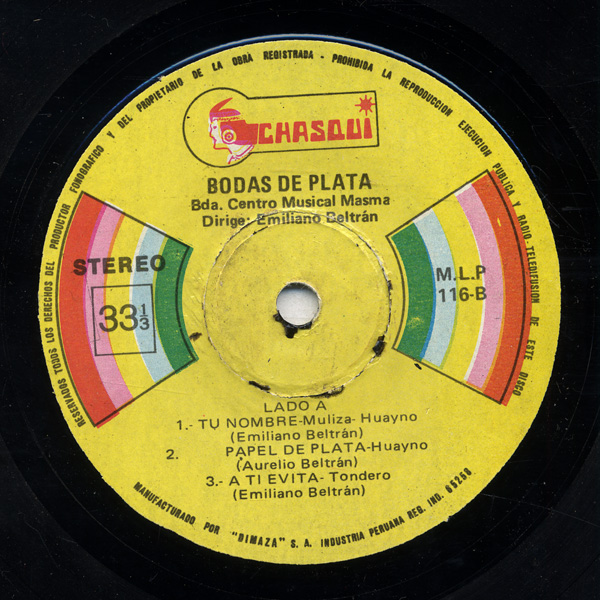 RESERVADOS TODOS LOS DERECHOS DEL PRODUCTOR FONOGRAFICO Y DEL PROPIETARIO DE LA OBRA REGISTRADA - PROHIBIDA LA REPRODUCCION EJECUCION PUBLICA Y RADIO-TELEDIFUSION DE ESTE DISCO
CHASQUI
BODAS DE PLATA
Bda. Centro Musical Masma
Dirige: Emiliano Beltrán
STEREO
33 1/3
M.L.P
116-B
LADO A
1.- TU NOMBRE-Muliza-Huayno
(Emiliano Beltrán)
2. PAPEL DE PLATA-Huayno
(Aurelio Beltrán)
3.- A TI EVITA- Tondero
(Emiliano Beltrán)
MANUFACTURADO POR "DIMAZA" S. A. INDUSTRIA PERUANA REG. IND. 65258